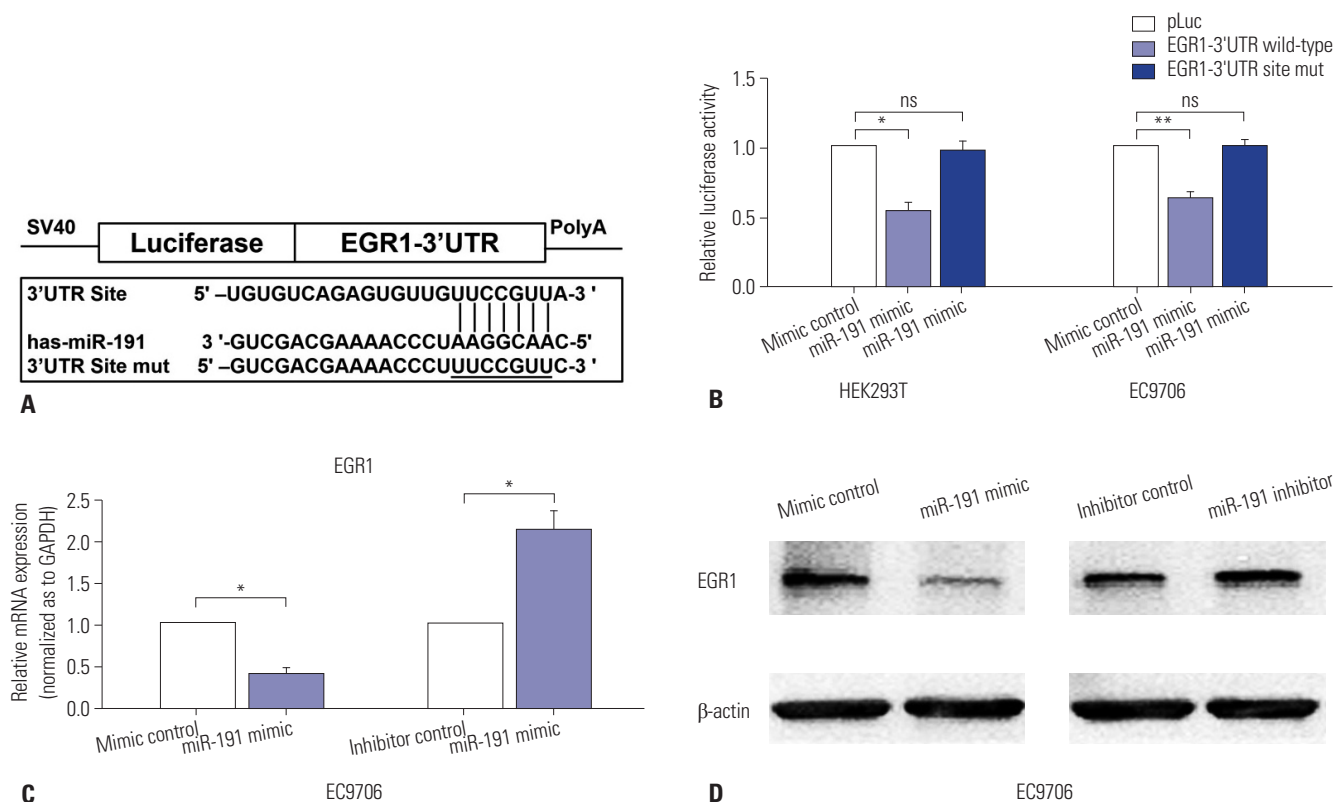 SV40
Luciferase
EGR1-3'UTR
PolyA
3'UTR Site 5' –UGUGUCAGAGUGUUGUUCCGUUA-3 '
has-miR-191 3 '-GUCGACGAAAACCCUAAGGCAAC-5'
3'UTR Site mut 5' –GUCGACGAAAACCCUUUCCGUUC-3 '
A
pLuc
EGR1-3'UTR wild-type
EGR1-3'UTR site mut
Relative luciferase activity
1.5
1.0
0.5
0.0
ns
*
ns
**
Mimic control
miR-191 mimic
miR-191 mimic
Mimic control
miR-191 mimic
miR-191 mimic
HEK293T
EC9706
B
EGR1
Relative mRNA expression
(normalized as to GAPDH)
2.5
2.0
1.5
1.0
0.5
0.0
*
*
Mimic control
miR-191 mimic
Inhibitor control
miR-191 mimic
EC9706
C
Mimic control
miR-191 mimic
Inhibitor control
miR-191 inhibitor
EGR1
β-actin
EC9706
D